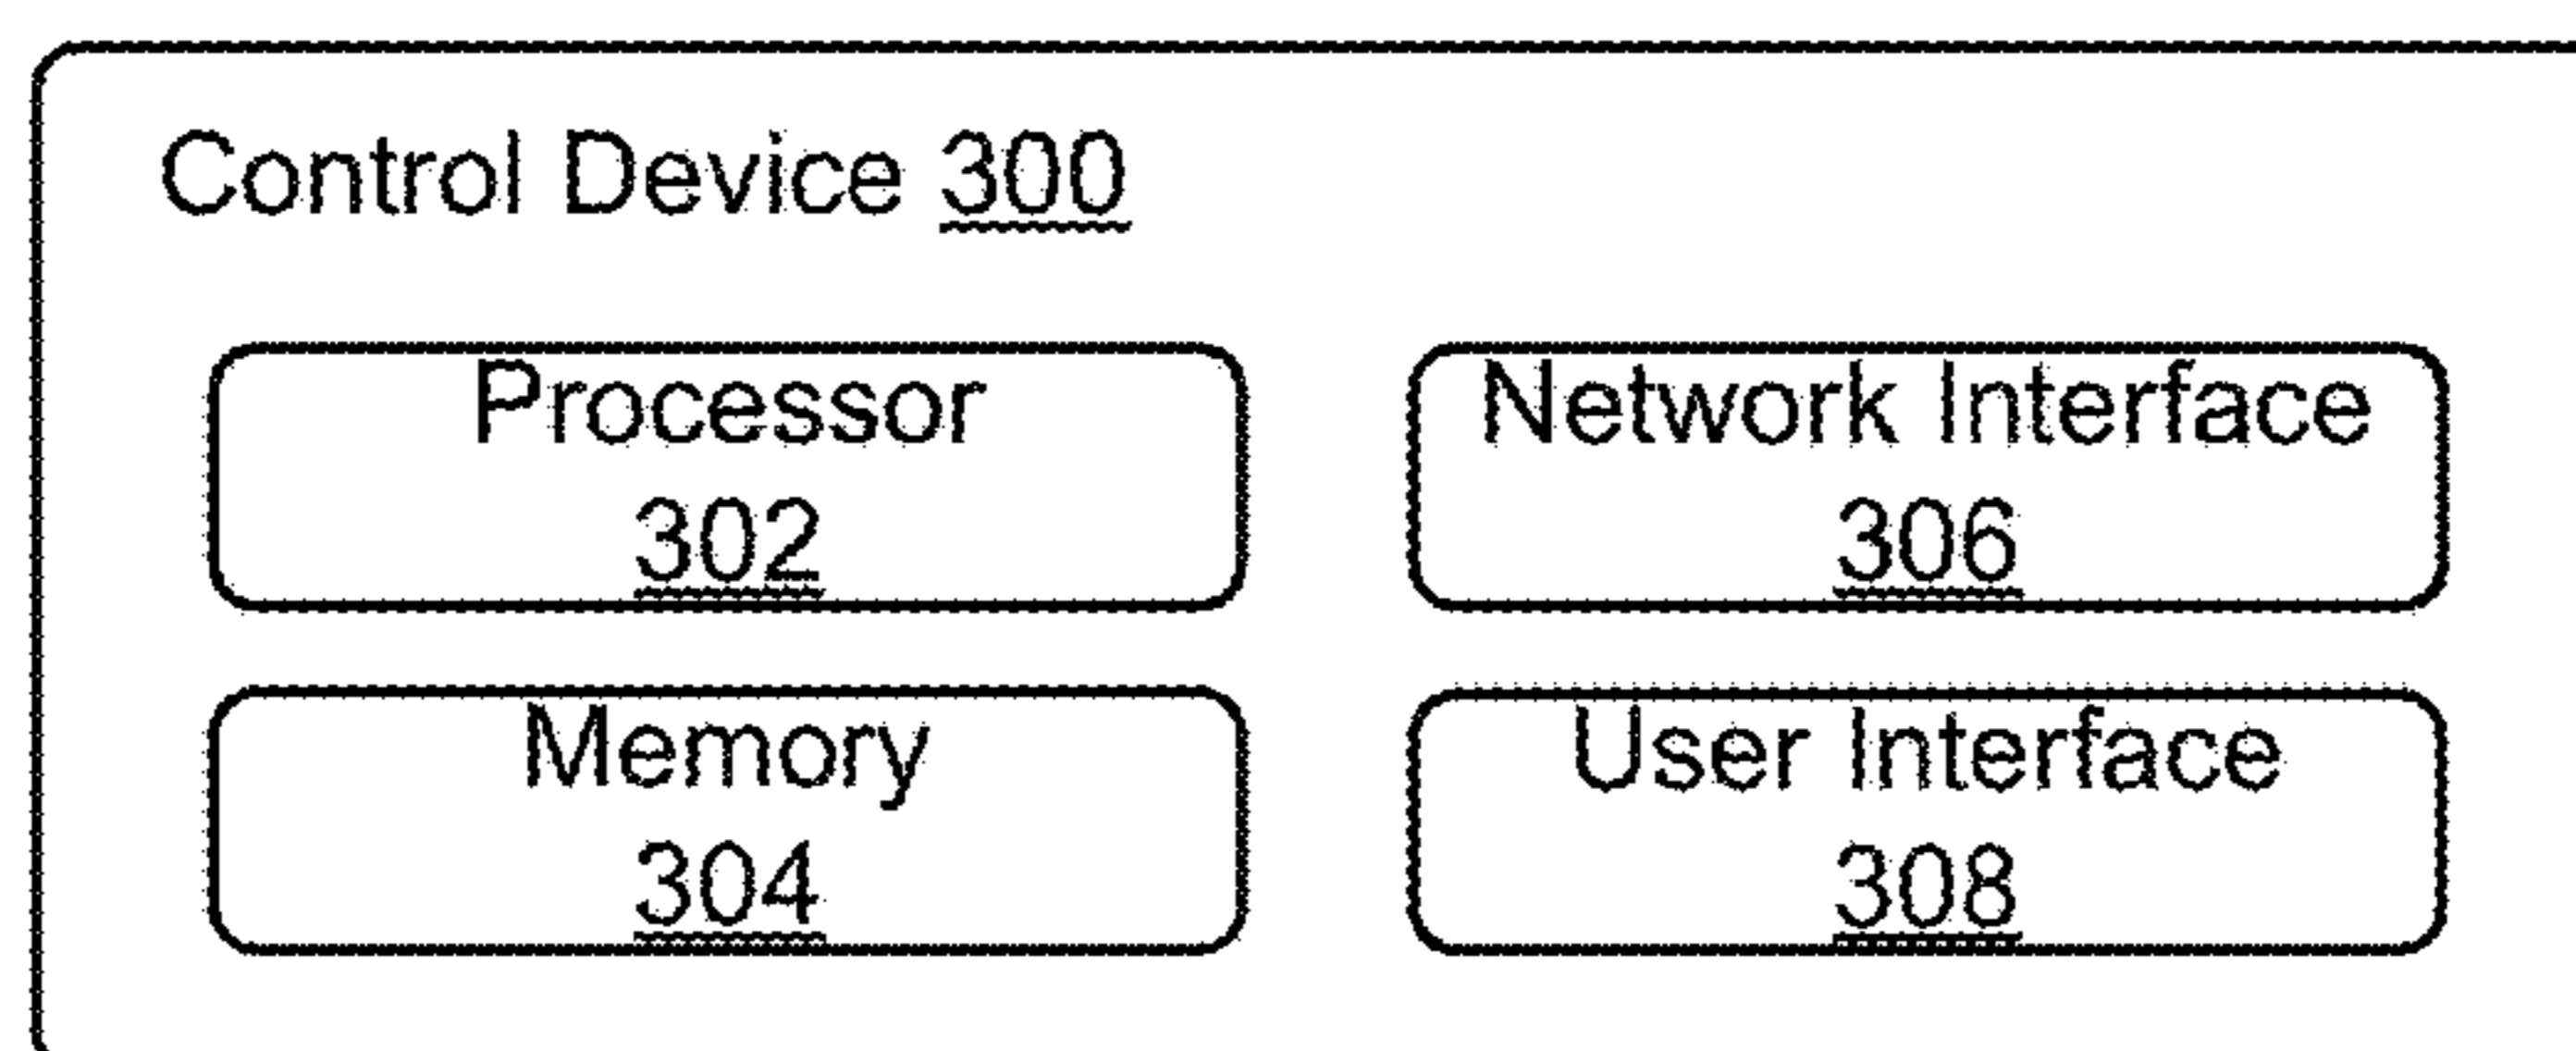 Control Device 300
Processor
302
Network Interface
306
Memory
304
User Interface
308